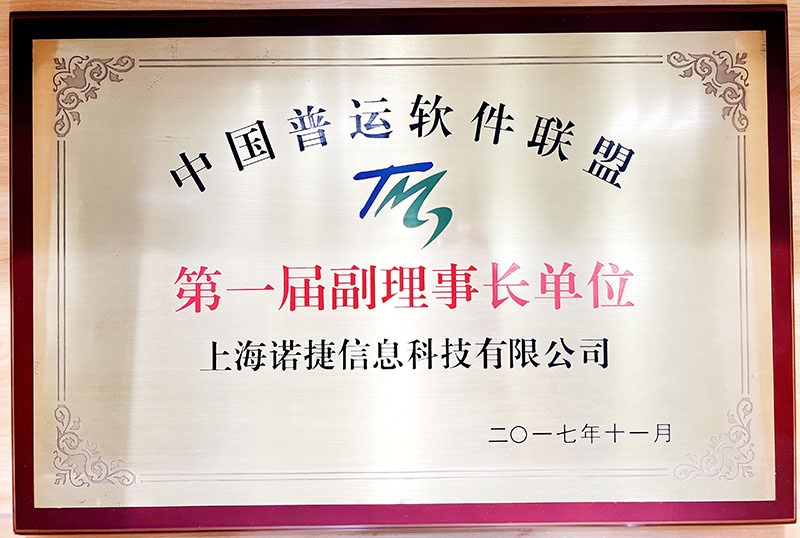 中国普运软件联盟
TMS
第一届副理事长单位
上海诺捷信息科技有限公司
二〇一七年十一月